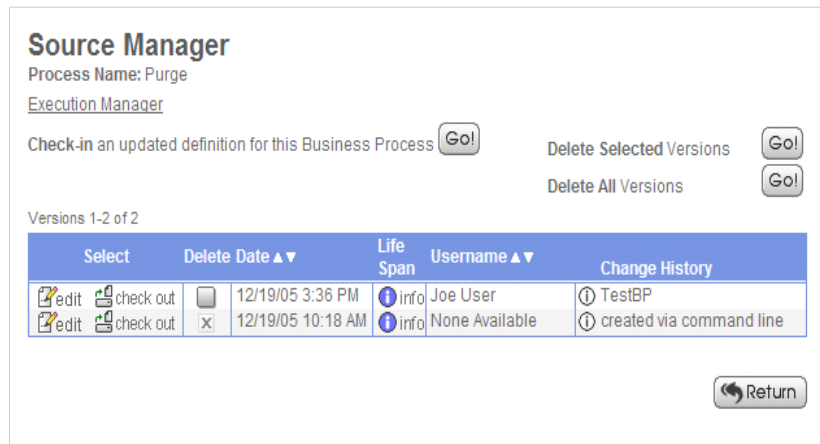 Source Manager
Process Name: Purge
Execution Manager
Check-in an updated definition for this Business Process Go!
Delete Selected Versions Go!
Delete All Versions Go!
Versions 1-2 of 2
Select Delete Date ▲▼ Life Span Username ▲▼ Change History
edit check out 12/19/05 3:36 PM info Joe User TestBP
edit check out x 12/19/05 10:18 AM info None Available created via command line
Return